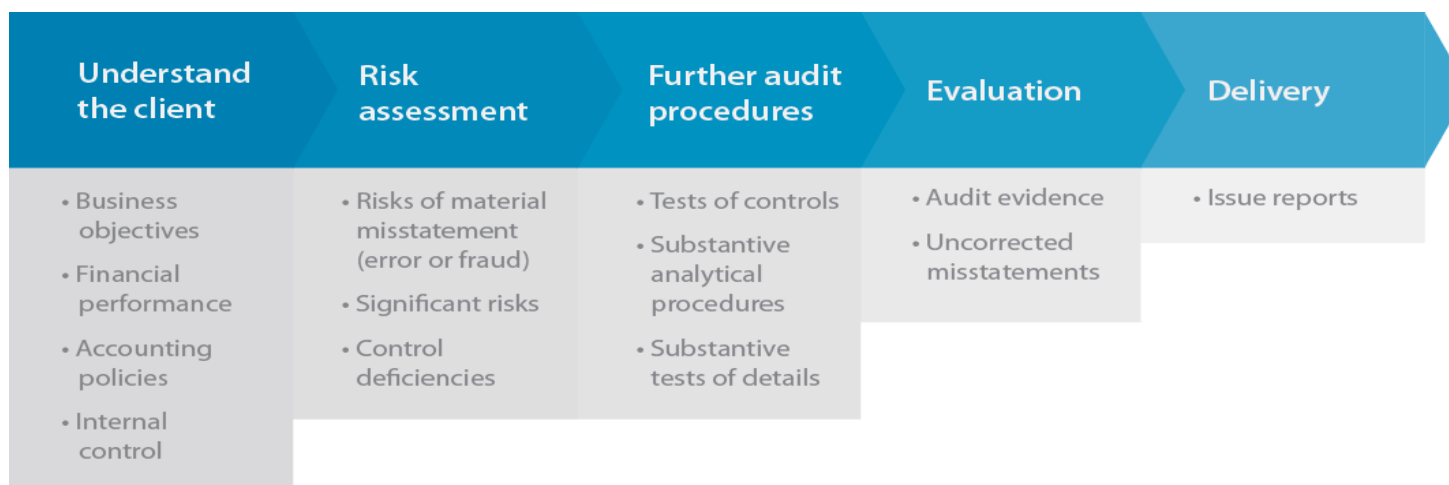 Understand
the client
• Business
objectives
• Financial
performance
• Accounting
policies
• Internal
control
Risk
assessment
• Risks of material
misstatement
(error or fraud)
• Significant risks
• Control
deficiencies
Further audit
procedures
• Tests of controls
• Substantive
analytical
procedures
• Substantive
tests of details
Evaluation
• Audit evidence
• Uncorrected
misstatements
Delivery
• Issue reports